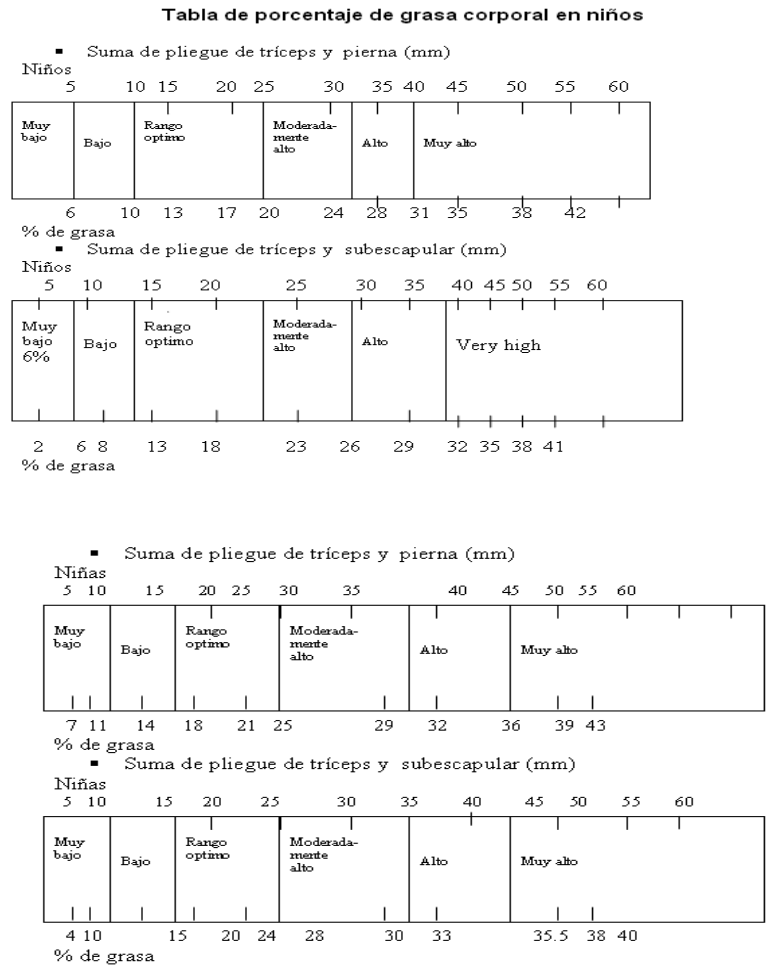 Tabla de porcentaje de grasa corporal en niños
▪ Suma de pliegue de tríceps y pierna (mm)
Niños
5 10 15 20 25 30 35 40 45 50 55 60
Muy bajo
Bajo
Rango optimo
Moderada-mente alto
Alto
Muy alto
6 10 13 17 20 24 28 31 35 38 42
% de grasa
▪ Suma de pliegue de tríceps y subescapular (mm)
Niños
5 10 15 20 25 30 35 40 45 50 55 60
Muy bajo 6%
Bajo
Rango optimo
Moderada-mente alto
Alto
Very high
2 6 8 13 18 23 26 29 32 35 38 41
% de grasa
▪ Suma de pliegue de tríceps y pierna (mm)
Niñas
5 10 15 20 25 30 35 40 45 50 55 60
Muy bajo
Bajo
Rango optimo
Moderada-mente alto
Alto
Muy alto
7 11 14 18 21 25 29 32 36 39 43
% de grasa
▪ Suma de pliegue de tríceps y subescapular (mm)
Niñas
5 10 15 20 25 30 35 40 45 50 55 60
Muy bajo
Bajo
Rango optimo
Moderada-mente alto
Alto
Muy alto
4 10 15 20 24 28 30 33 35.5 38 40
% de grasa